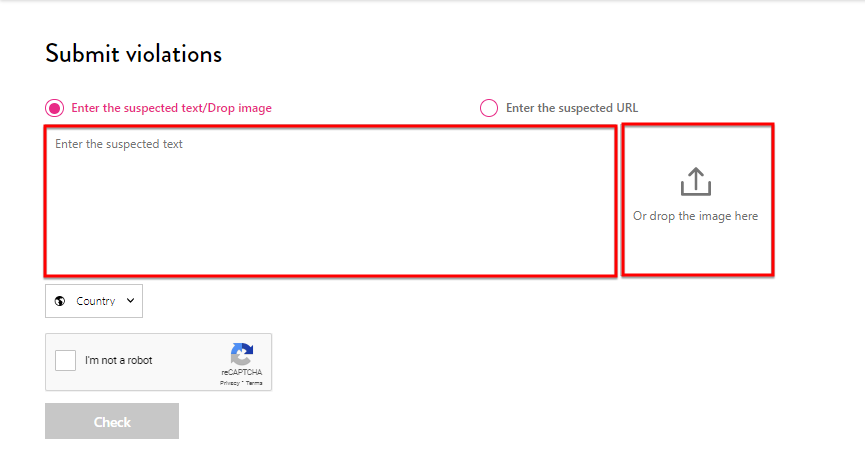 Submit violations
Enter the suspected text/Drop image
Enter the suspected URL
Enter the suspected text
Or drop the image here
Country
I'm not a robot
reCAPTCHA
Privacy - Terms
Check